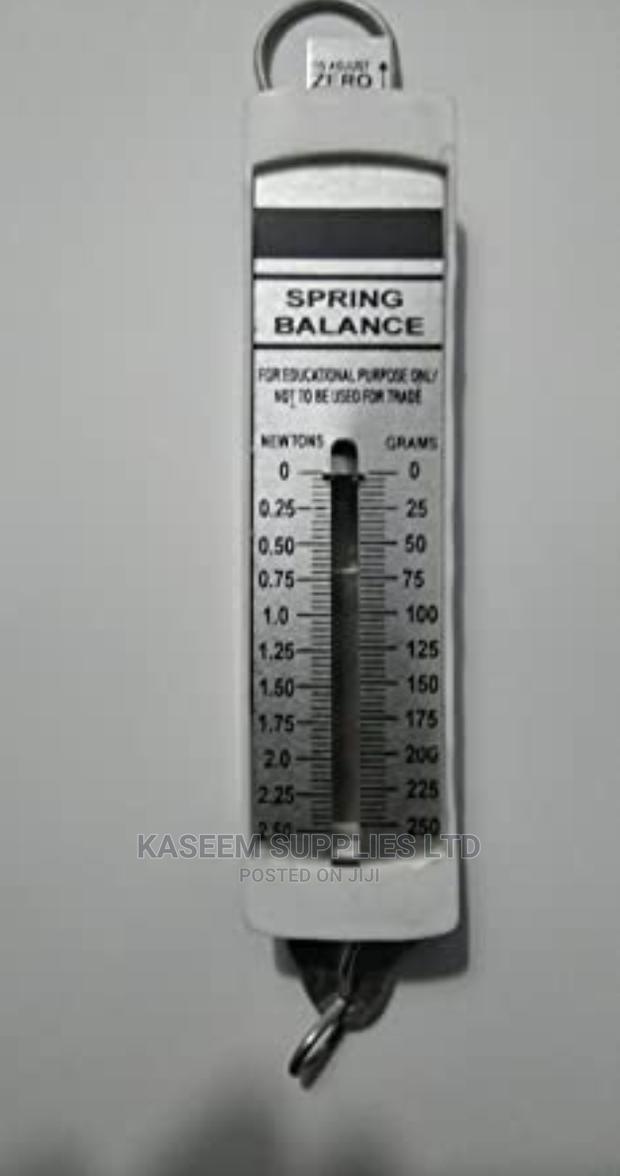 TO ADJUST
ZERO
SPRING
BALANCE
FOR EDUCATIONAL PURPOSE ONLY
NOT TO BE USED FOR TRADE
NEWTONS GRAMS
0 0
0.25 25
0.50 50
0.75 75
1.0 100
1.25 125
1.50 150
1.75 175
2.0 200
2.25 225
2.50 250
KASEEM SUPPLIES LTD
POSTED ON JIJI